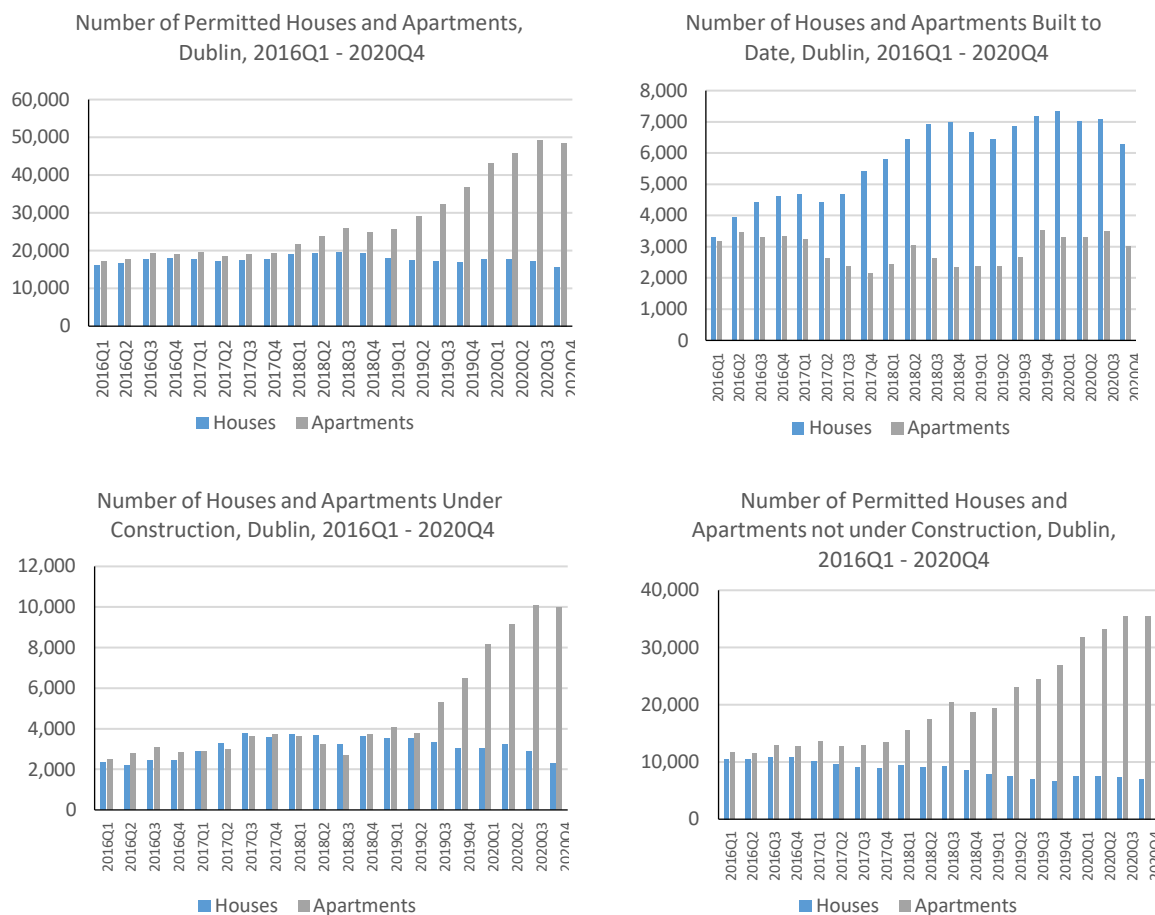 Number of Permitted Houses and Apartments,
Dublin, 2016Q1 - 2020Q4
60,000
50,000
40,000
30,000
20,000
10,000
0
2016Q1
2016Q2
2016Q3
2016Q4
2017Q1
2017Q2
2017Q3
2017Q4
2018Q1
2018Q2
2018Q3
2018Q4
2019Q1
2019Q2
2019Q3
2019Q4
2020Q1
2020Q2
2020Q3
2020Q4
Houses Apartments
Number of Houses and Apartments Built to
Date, Dublin, 2016Q1 - 2020Q4
8,000
7,000
6,000
5,000
4,000
3,000
2,000
1,000
0
2016Q1
2016Q2
2016Q3
2016Q4
2017Q1
2017Q2
2017Q3
2017Q4
2018Q1
2018Q2
2018Q3
2018Q4
2019Q1
2019Q2
2019Q3
2019Q4
2020Q1
2020Q2
2020Q3
2020Q4
Houses Apartments
Number of Houses and Apartments Under
Construction, Dublin, 2016Q1 - 2020Q4
12,000
10,000
8,000
6,000
4,000
2,000
0
2016Q1
2016Q2
2016Q3
2016Q4
2017Q1
2017Q2
2017Q3
2017Q4
2018Q1
2018Q2
2018Q3
2018Q4
2019Q1
2019Q2
2019Q3
2019Q4
2020Q1
2020Q2
2020Q3
2020Q4
Houses Apartments
Number of Permitted Houses and
Apartments not under Construction, Dublin,
2016Q1 - 2020Q4
40,000
30,000
20,000
10,000
0
2016Q1
2016Q2
2016Q3
2016Q4
2017Q1
2017Q2
2017Q3
2017Q4
2018Q1
2018Q2
2018Q3
2018Q4
2019Q1
2019Q2
2019Q3
2019Q4
2020Q1
2020Q2
2020Q3
2020Q4
Houses Apartments